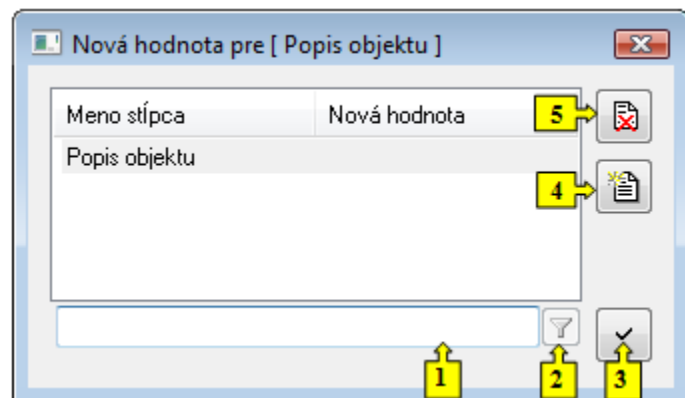 Nová hodnota pre [ Popis objektu ]
Meno stĺpca Nová hodnota 5
Popis objektu
4
1 2 3